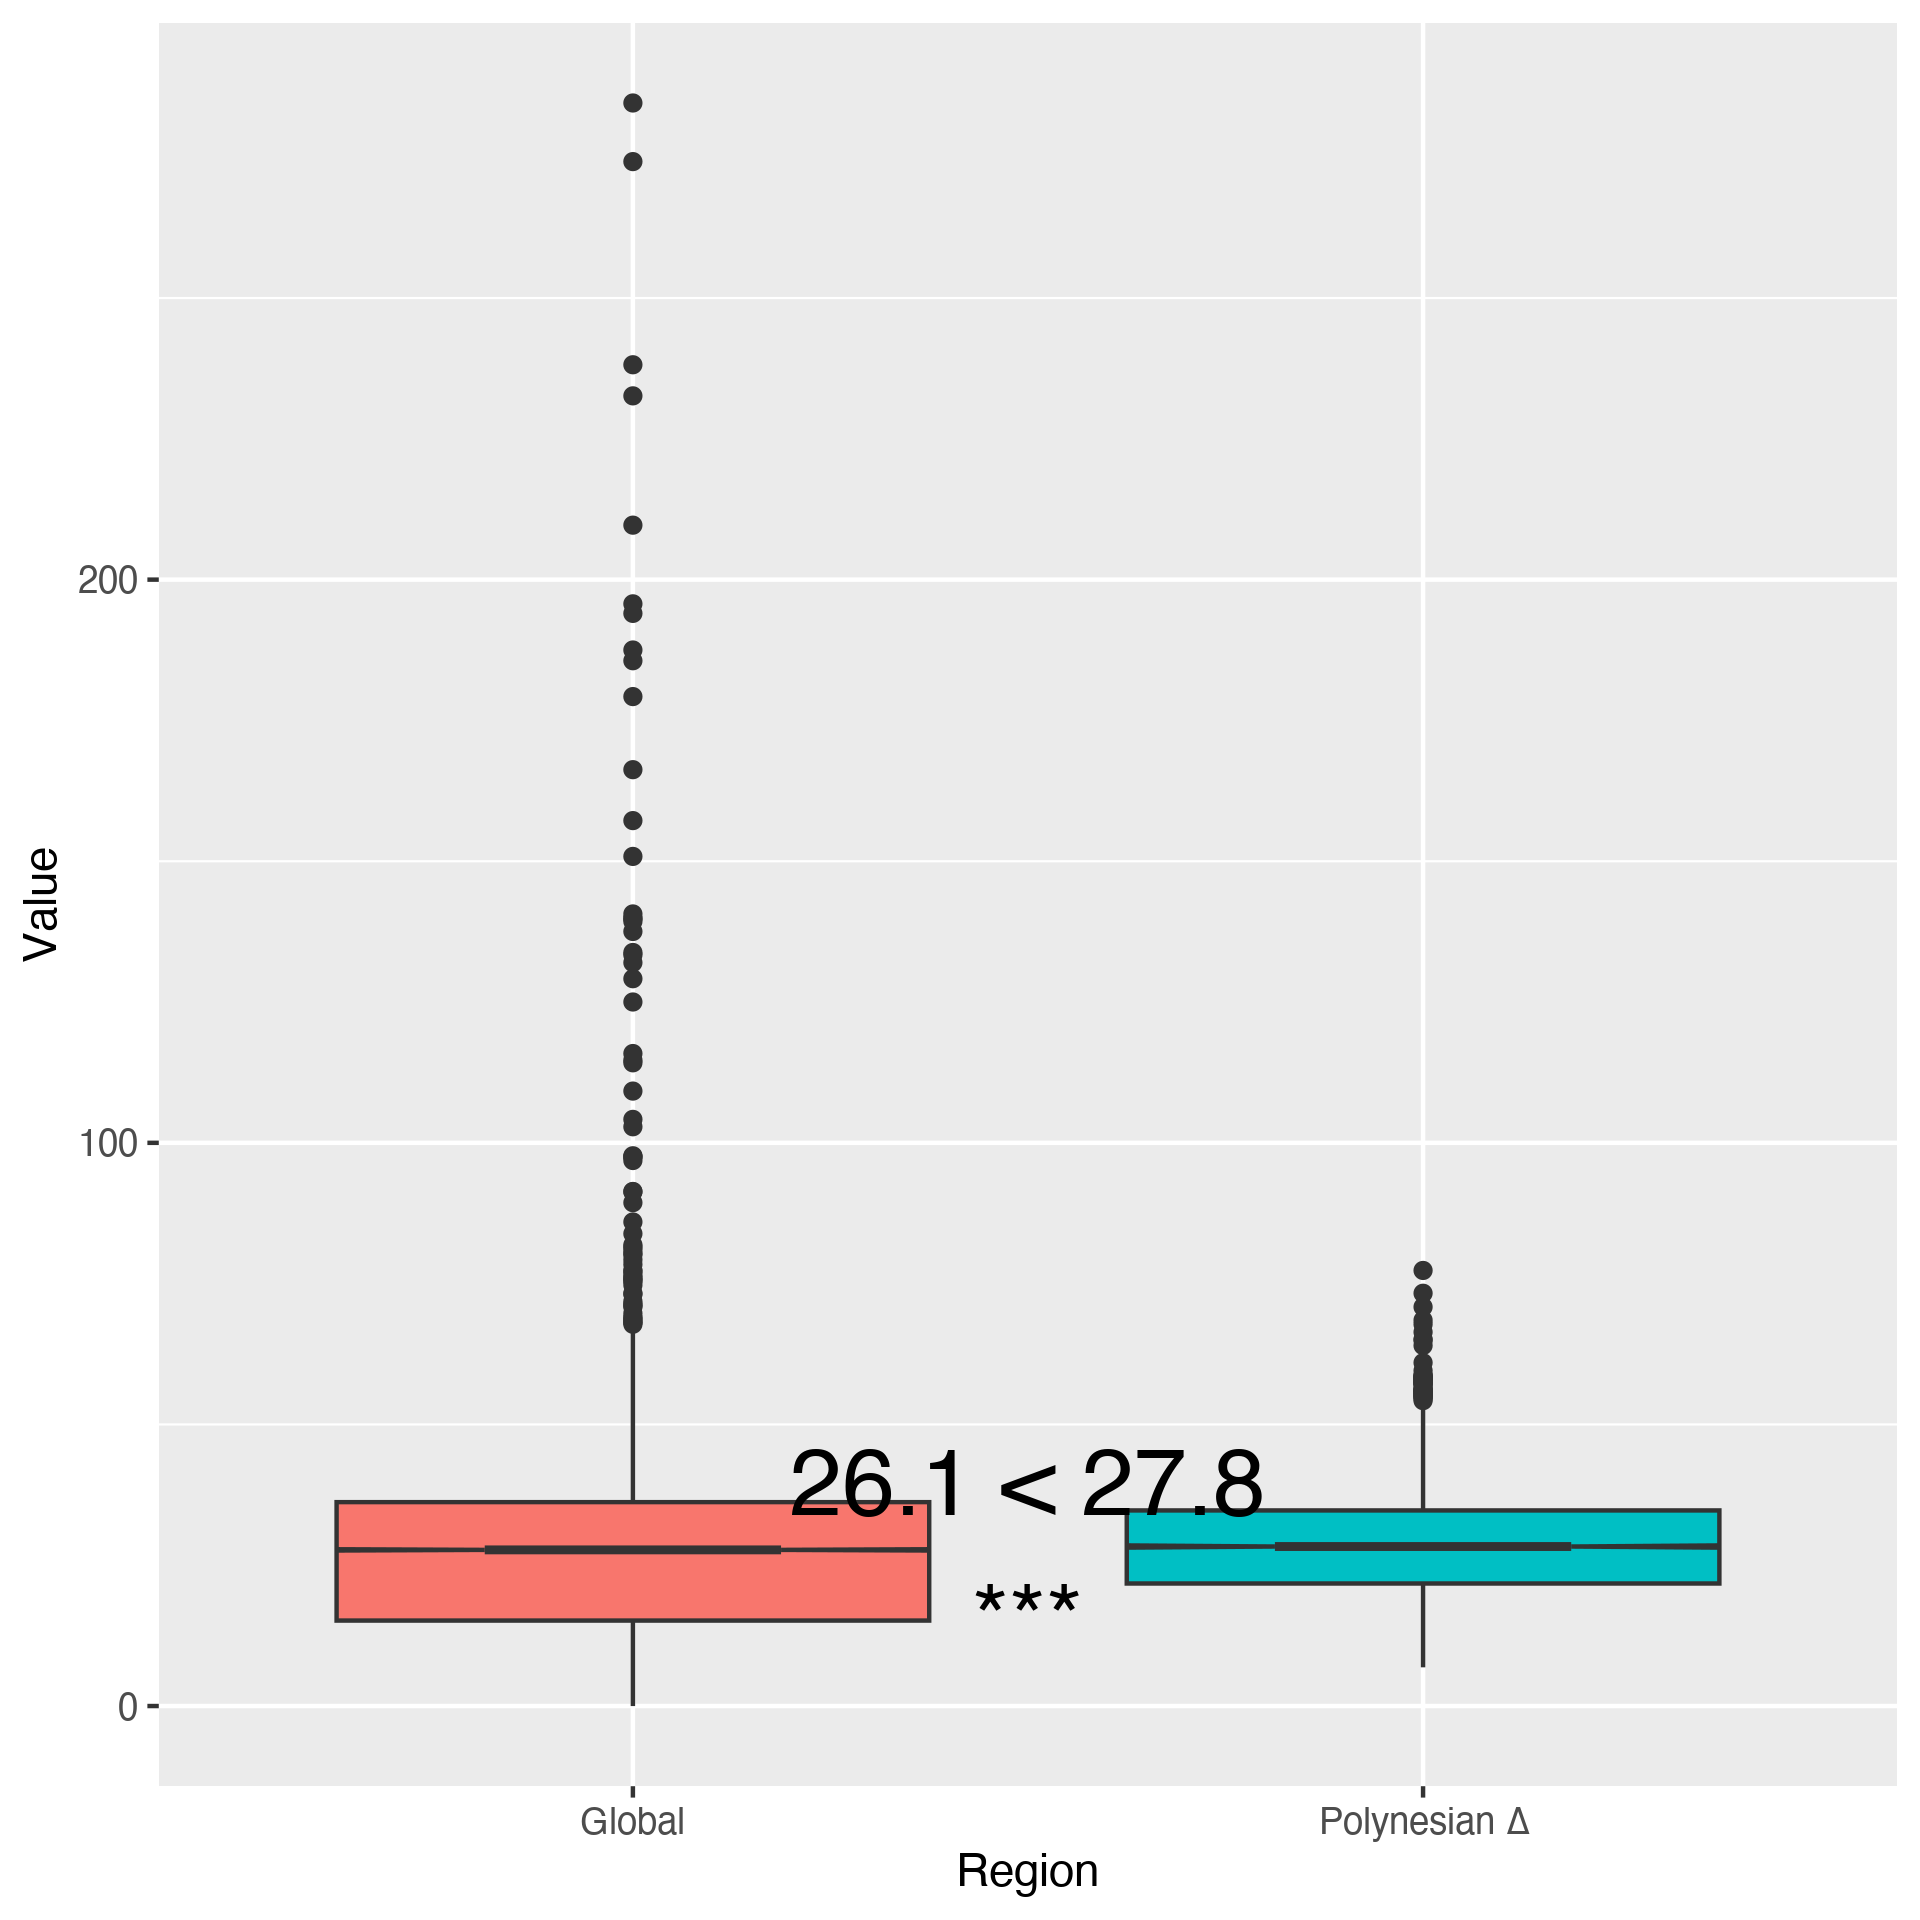 Value
200
100
0
26.1 < 27.8
***
Global
Polynesian Δ
Region